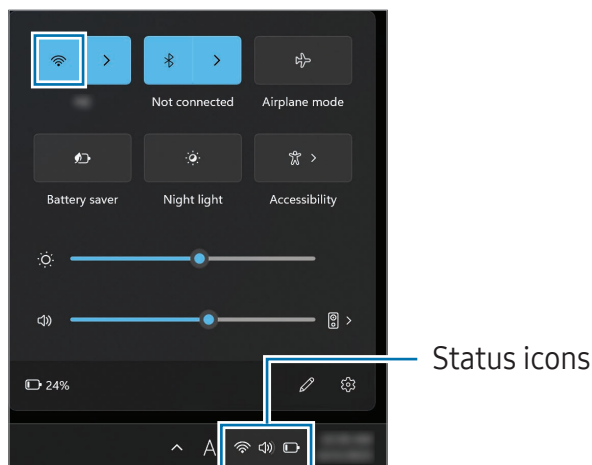 Not connected
Airplane mode
Battery saver
Night light
Accessibility
24%
Status icons
A